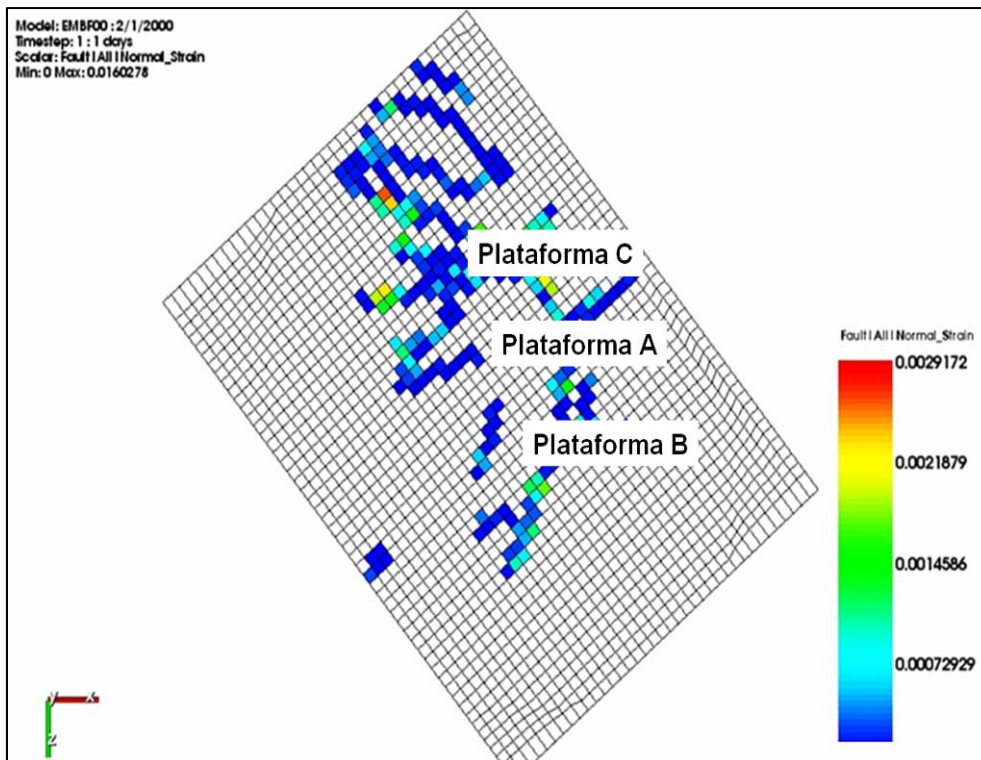 Model: EMBF00 : 2/1/2000
Timestep: 1 : 1 days
Scalar: Fault|All|Normal_Strain
Min: 0 Max: 0.0160278
Plataforma C
Plataforma A
Plataforma B
Fault|All|Normal_Strain
0.0029172
0.0021879
0.0014586
0.00072929
y x
z